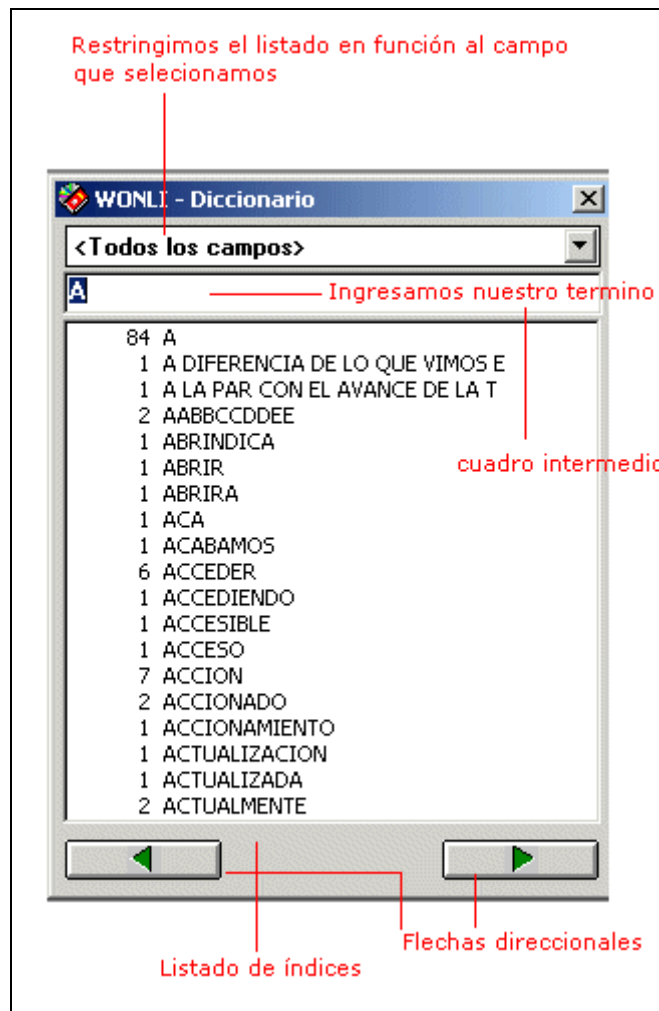 Restringimos el listado en función al campo
que selecionamos
WONLI - Diccionario
<Todos los campos>
A
Ingresamos nuestro termino
84 A
1 A DIFERENCIA DE LO QUE VIMOS E
1 A LA PAR CON EL AVANCE DE LA T
2 AABBCCDDEE
1 ABRINDICA
1 ABRIR
cuadro intermedio
1 ABRIRA
1 ACA
1 ACABAMOS
6 ACCEDER
1 ACCEDIENDO
1 ACCESIBLE
1 ACCESO
7 ACCION
2 ACCIONADO
1 ACCIONAMIENTO
1 ACTUALIZACION
1 ACTUALIZADA
2 ACTUALMENTE
Flechas direccionales
Listado de índices